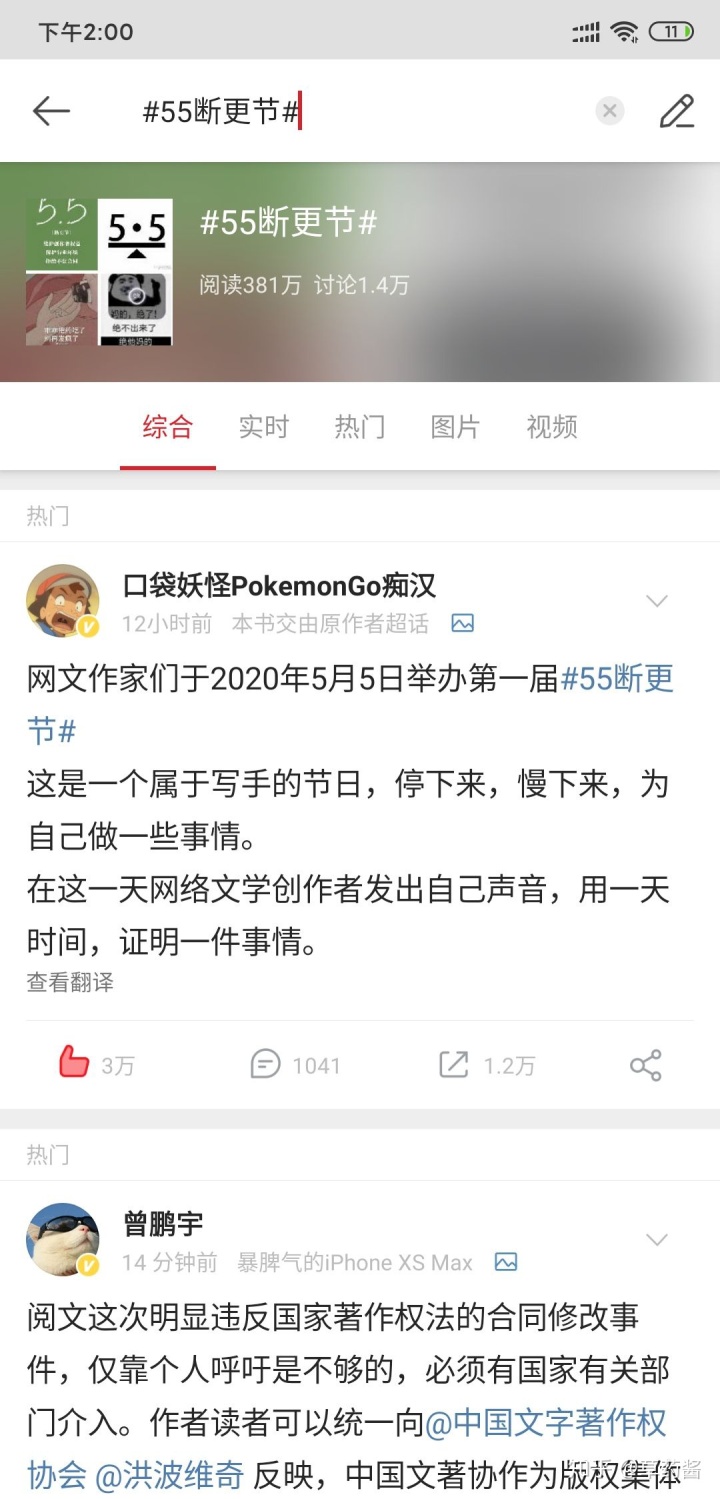 下午2:00
11
#55断更节#
5.5
5·5
绝不出来了
#55断更节#
阅读381万 讨论1.4万
综合 实时 热门 图片 视频
热门
口袋妖怪PokemonGo痴汉
12小时前 本书交由原作者超话
网文作家们于2020年5月5日举办第一届#55断更
节#
这是一个属于写手的节日，停下来，慢下来，为
自己做一些事情。
在这一天网络文学创作者发出自己声音，用一天
时间，证明一件事情。
查看翻译
3万 1041 1.2万
热门
曾鹏宇
14 分钟前 暴脾气的iPhone XS Max
阅文这次明显违反国家著作权法的合同修改事
件，仅靠个人呼吁是不够的，必须有国家有关部
门介入。作者读者可以统一向@中国文字著作权
协会 @洪波维奇 反映，中国文著协作为版权集体